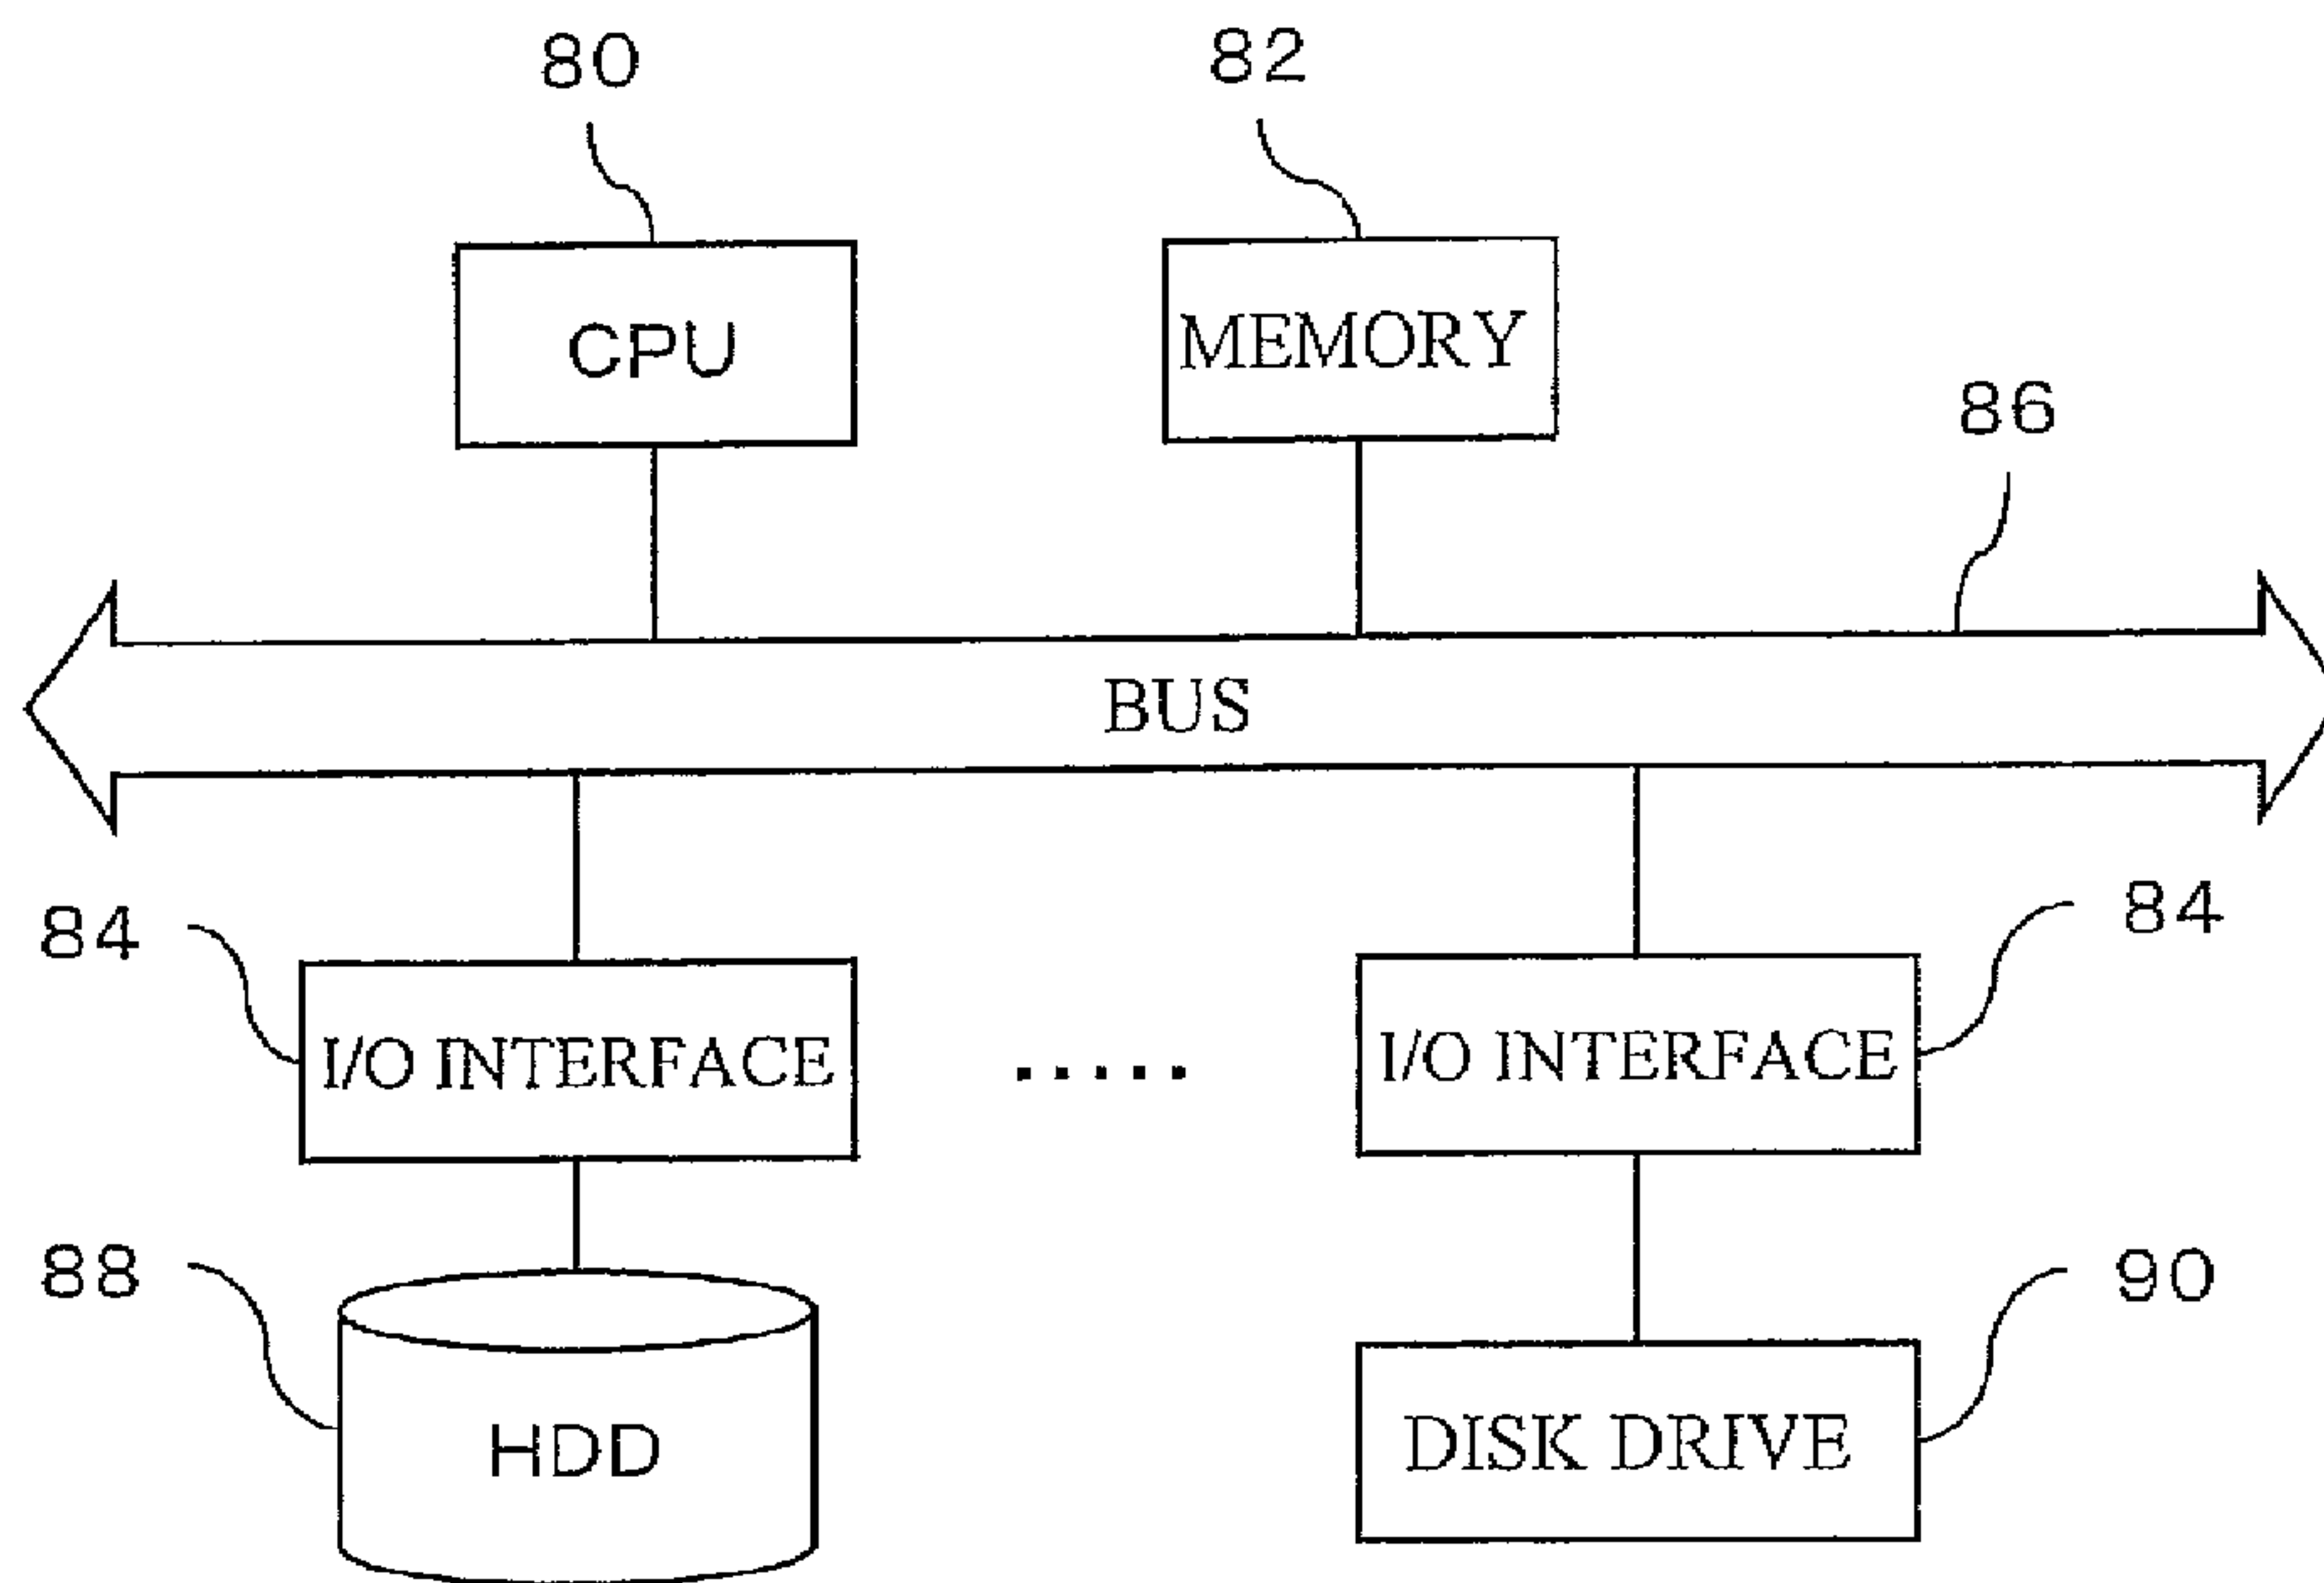 80
82
CPU
MEMORY
86
BUS
84
84
I/O INTERFACE
.....
I/O INTERFACE
88
90
HDD
DISK DRIVE